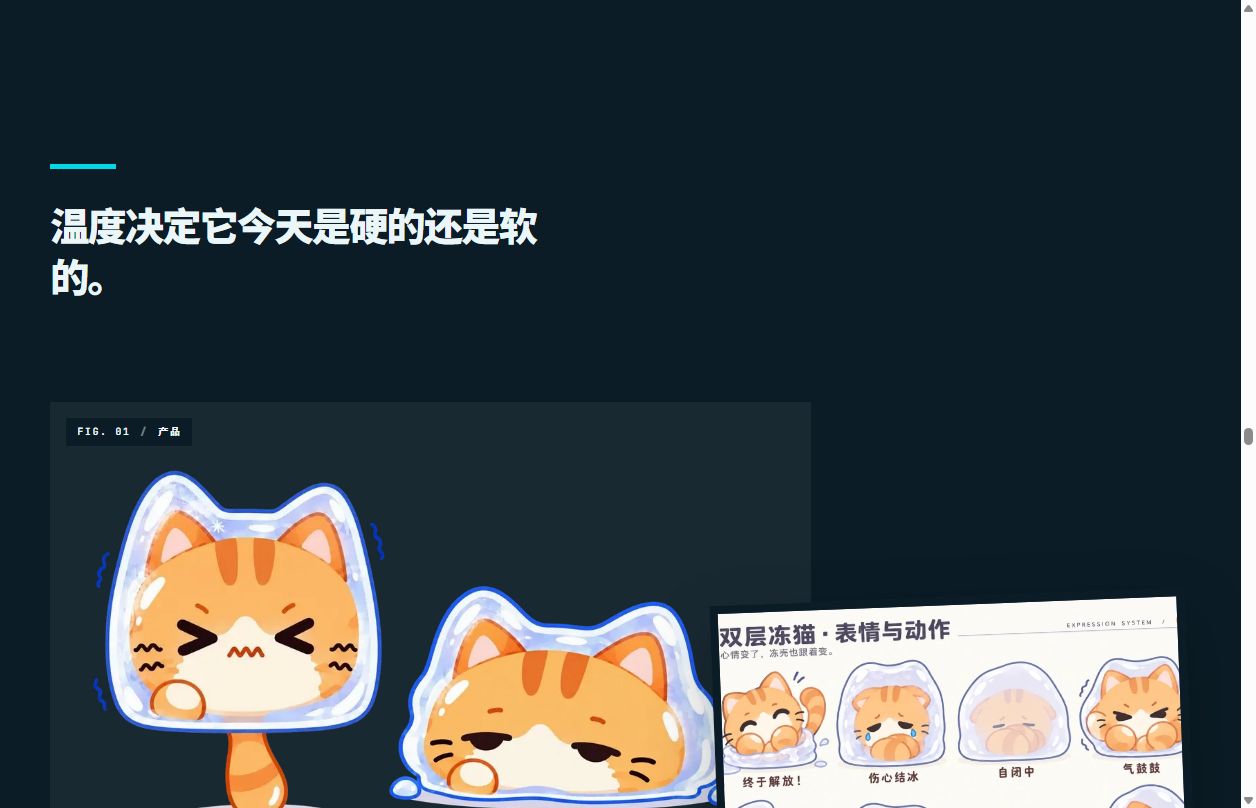 温度决定它今天是硬的还是软
的。
FIG. 01 / 产品
双层冻猫·表情与动作
EXPRESSION SYSTEM /
心情变了，冻壳也跟着变。
终于解放！
伤心结冰
自闭中
气鼓鼓